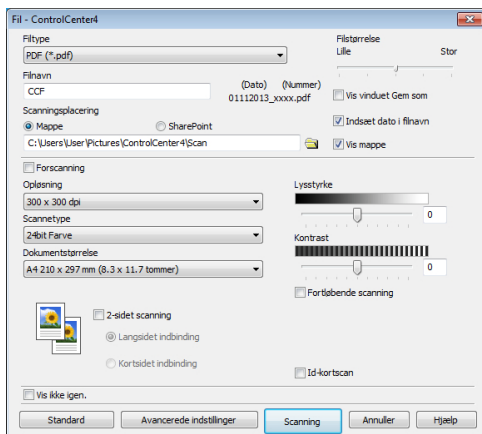 Fil - ControlCenter4
Filtype
PDF (*.pdf)
Filstørrelse
Lille Stor
Filnavn
CCF
(Dato) (Nummer)
01112013_xxxx.pdf
Vis vinduet Gem som
Scanningsplacering
Mappe SharePoint
Indsæt dato i filnavn
C:\Users\User\Pictures\ControlCenter4\Scan
Vis mappe
Forscanning
Opløsning
300 x 300 dpi
Lysstyrke
0
Scannetype
24bit Farve
Kontrast
0
Dokumentstørrelse
A4 210 x 297 mm (8.3 x 11.7 tommer)
Fortløbende scanning
2-sidet scanning
Langsidet indbinding
Kortsidet indbinding
Id-kortscan
Vis ikke igen.
Standard Avancerede indstillinger Scanning Annuller Hjælp